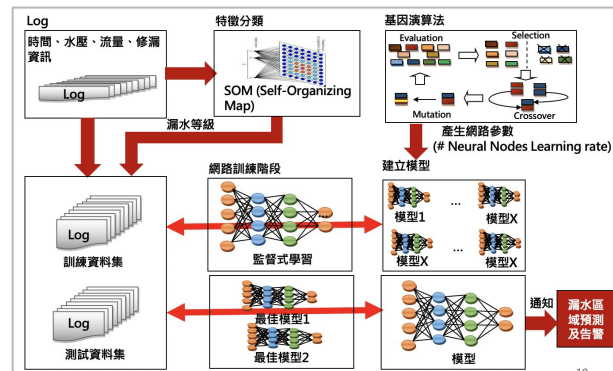 Log
時間、水壓、流量、修漏
資訊
Log
特徵分類
SOM (Self-Organizing
Map)
漏水等級
基因演算法
Evaluation
Selection
Mutation
Crossover
產生網路參數
(# Neural Nodes Learning rate)
Log
訓練資料集
網路訓練階段
監督式學習
建立模型
模型1
...
模型X
模型X
...
模型X
Log
測試資料集
最佳模型1
最佳模型2
模型
通知
漏水區
域預測
及告警